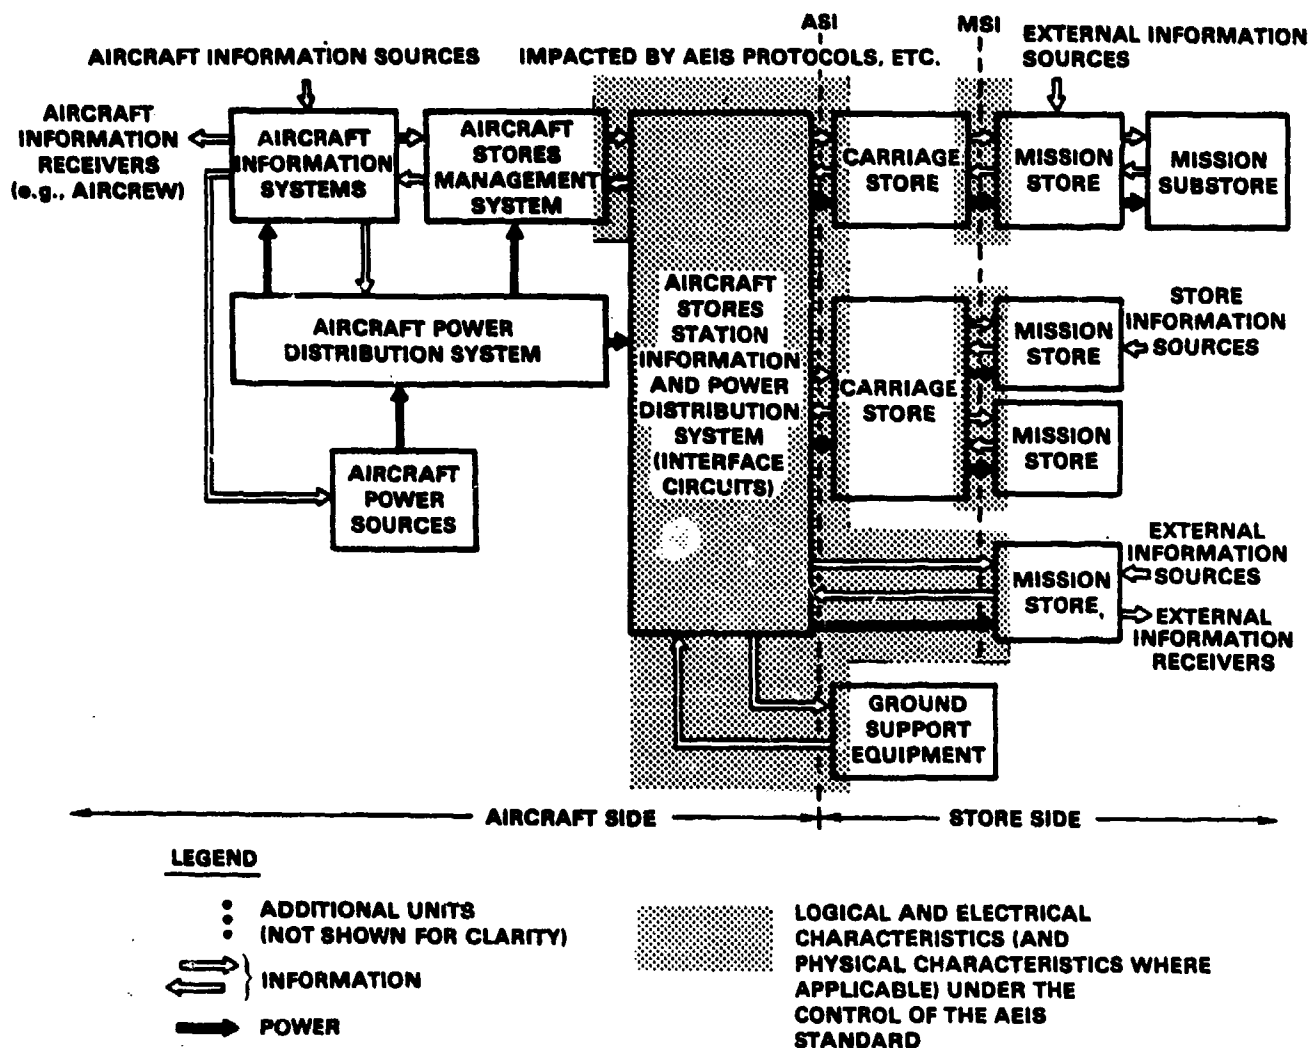 ASI
MSI
AIRCRAFT INFORMATION SOURCES
IMPACTED BY AEIS PROTOCOLS, ETC.
EXTERNAL INFORMATION
SOURCES
AIRCRAFT
INFORMATION
RECEIVERS
(e.g., AIRCREW)
AIRCRAFT
INFORMATION
SYSTEMS
AIRCRAFT
STORES
MANAGEMENT
SYSTEM
CARRIAGE
STORE
MISSION
STORE
MISSION
SUBSTORE
AIRCRAFT POWER
DISTRIBUTION SYSTEM
AIRCRAFT
STORES
STATION
INFORMATION
AND POWER
DISTRIBUTION
SYSTEM
(INTERFACE
CIRCUITS)
CARRIAGE
STORE
MISSION
STORE
STORE
INFORMATION
SOURCES
MISSION
STORE
AIRCRAFT
POWER
SOURCES
MISSION
STORE
EXTERNAL
INFORMATION
SOURCES
EXTERNAL
INFORMATION
RECEIVERS
GROUND
SUPPORT
EQUIPMENT
AIRCRAFT SIDE
STORE SIDE
LEGEND
ADDITIONAL UNITS
(NOT SHOWN FOR CLARITY)
INFORMATION
POWER
LOGICAL AND ELECTRICAL
CHARACTERISTICS (AND
PHYSICAL CHARACTERISTICS WHERE
APPLICABLE) UNDER THE
CONTROL OF THE AEIS
STANDARD